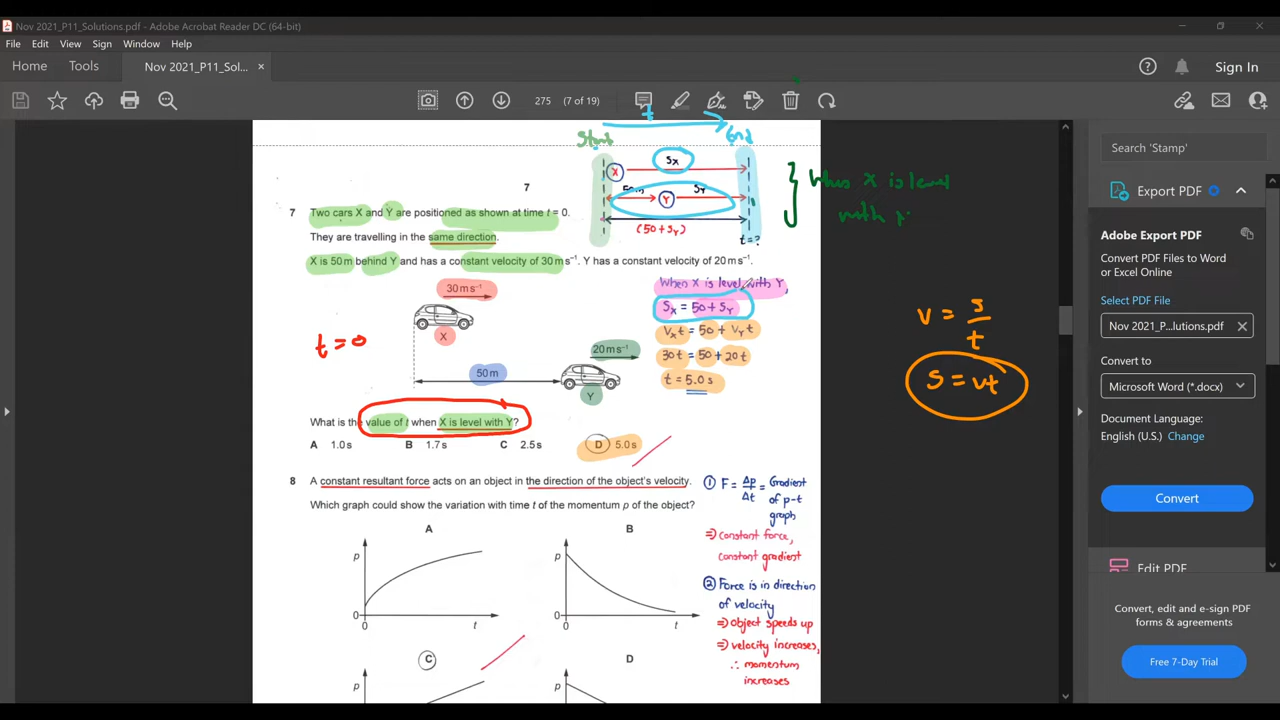 Nov 2021_P11_Solutions.pdf - Adobe Acrobat Reader DC (64-bit)
File Edit View Sign Window Help
Home Tools Nov 2021_P11_Sol... × Sign In
275 (7 of 19)
t
Start End
X Sx
50m Y Sy
(50 + Sy) t = ?
When X is level
with
7
7 Two cars X and Y are positioned as shown at time t = 0.
They are travelling in the same direction.
X is 50 m behind Y and has a constant velocity of 30 m s⁻¹. Y has a constant velocity of 20 m s⁻¹.
When X is level with Y,
Sx = 50 + Sy
Vx t = 50 + Vy t
30t = 50 + 20t
t = 5.0 s
30 m s⁻¹
X
t = 0
20 m s⁻¹
50 m
Y
v = s/t
s = vt
What is the value of t when X is level with Y?
A 1.0 s B 1.7 s C 2.5 s D 5.0 s
8 A constant resultant force acts on an object in the direction of the object's velocity.
Which graph could show the variation with time t of the momentum p of the object?
① F = Δp/Δt = Gradient
of p-t
graph
⇒ constant force,
constant gradient
② Force is in direction
of velocity
⇒ object speeds up
⇒ velocity increases,
∴ momentum
increases
A B
p p
0 0
0 t 0 t
C D
p p
Search 'Stamp'
Export PDF
Adobe Export PDF
Convert PDF Files to Word
or Excel Online
Select PDF File
Nov 2021_P...lutions.pdf ×
Convert to
Microsoft Word (*.docx)
Document Language:
English (U.S.) Change
Convert
Edit PDF
Convert, edit and e-sign PDF
forms & agreements
Free 7-Day Trial